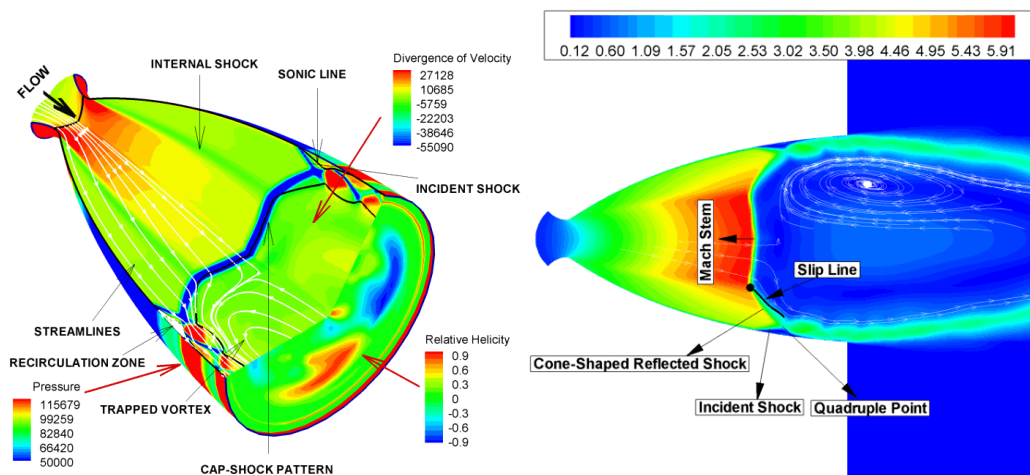 FLOW
INTERNAL SHOCK
SONIC LINE
Divergence of Velocity
27128
10685
-5759
-22203
-38646
-55090
INCIDENT SHOCK
STREAMLINES
RECIRCULATION ZONE
Pressure
115679
99259
82840
66420
50000
TRAPPED VORTEX
CAP-SHOCK PATTERN
Relative Helicity
0.9
0.6
0.3
0
-0.3
-0.6
-0.9
0.12 0.60 1.09 1.57 2.05 2.53 3.02 3.50 3.98 4.46 4.95 5.43 5.91
Mach Stem
Slip Line
Cone-Shaped Reflected Shock
Incident Shock
Quadruple Point